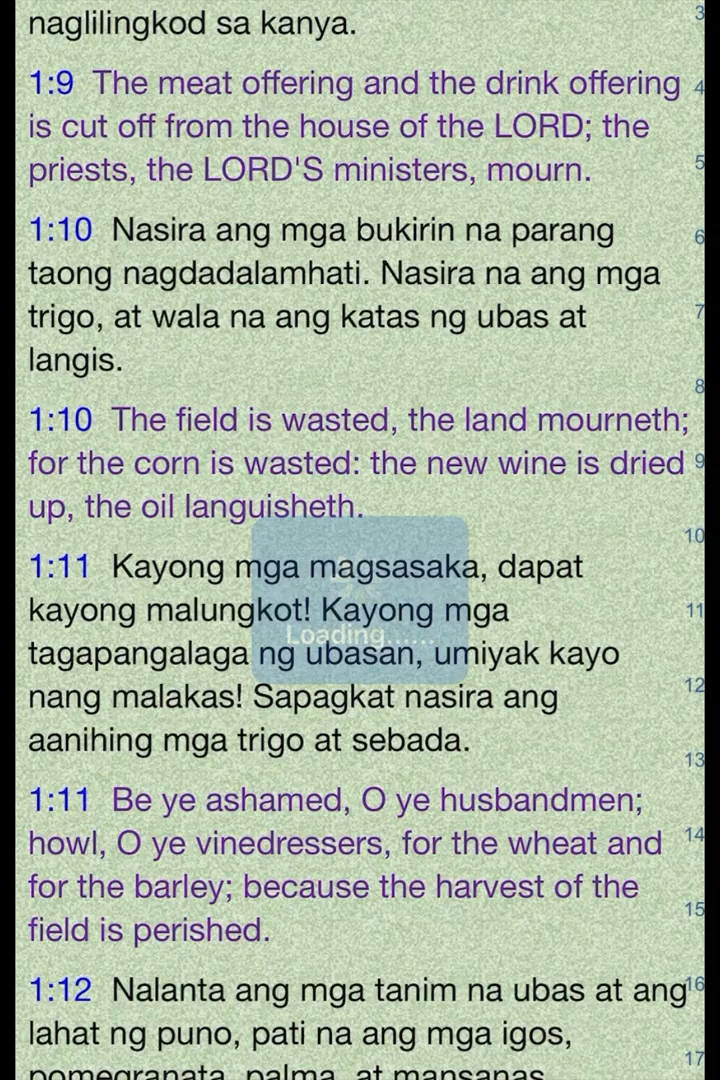 naglilingkod sa kanya.
1:9 The meat offering and the drink offering
is cut off from the house of the LORD; the
priests, the LORD'S ministers, mourn.
1:10 Nasira ang mga bukirin na parang
taong nagdadalamhati. Nasira na ang mga
trigo, at wala na ang katas ng ubas at
langis.
1:10 The field is wasted, the land mourneth;
for the corn is wasted: the new wine is dried
up, the oil languisheth.
1:11 Kayong mga magsasaka, dapat
kayong malungkot! Kayong mga
Loading......
tagapangalaga ng ubasan, umiyak kayo
nang malakas! Sapagkat nasira ang
aanihing mga trigo at sebada.
1:11 Be ye ashamed, O ye husbandmen;
howl, O ye vinedressers, for the wheat and
for the barley; because the harvest of the
field is perished.
1:12 Nalanta ang mga tanim na ubas at ang
lahat ng puno, pati na ang mga igos,
pomegranata, palma, at mansanas
3
4
5
6
7
8
9
10
11
12
13
14
15
16
17